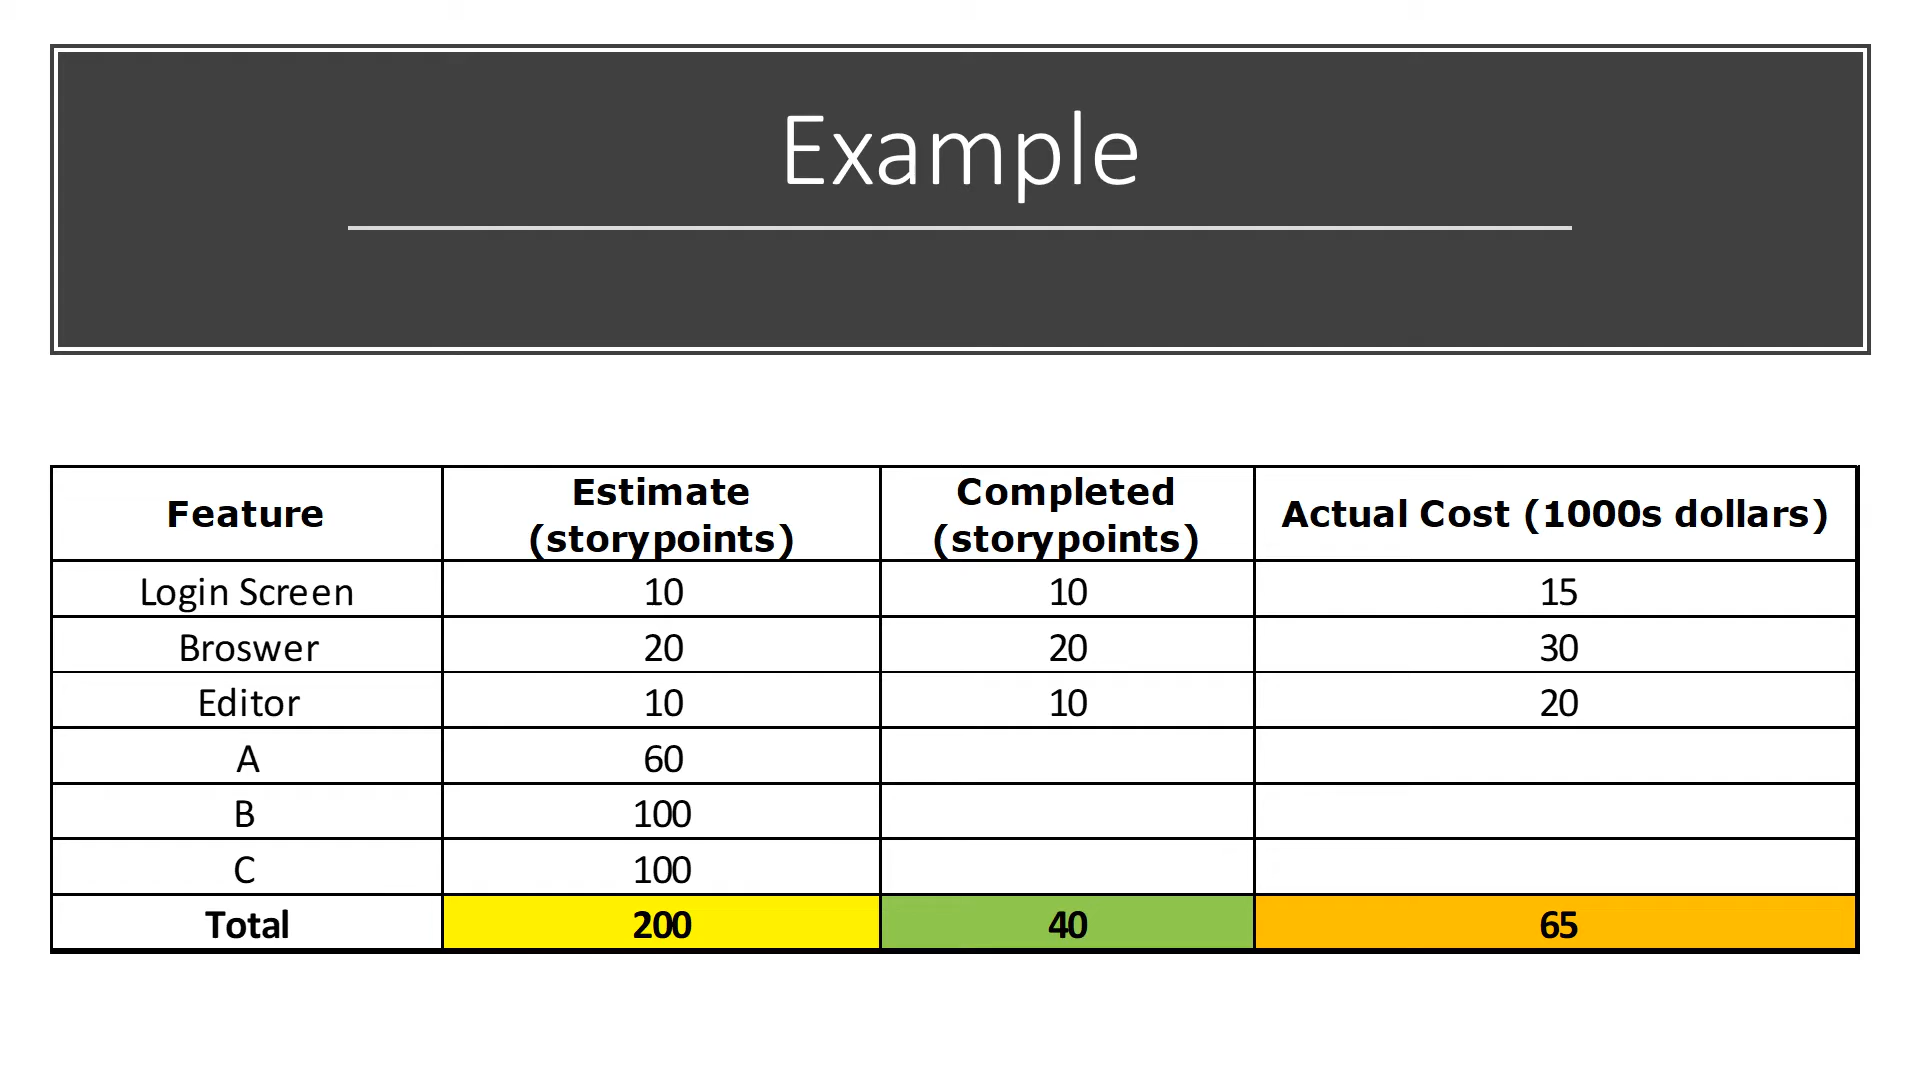 Example
Feature
Estimate
(storypoints)
Completed
(storypoints)
Actual Cost (1000s dollars)
Login Screen 10 10 15
Broswer 20 20 30
Editor 10 10 20
A 60
B 100
C 100
Total 200 40 65